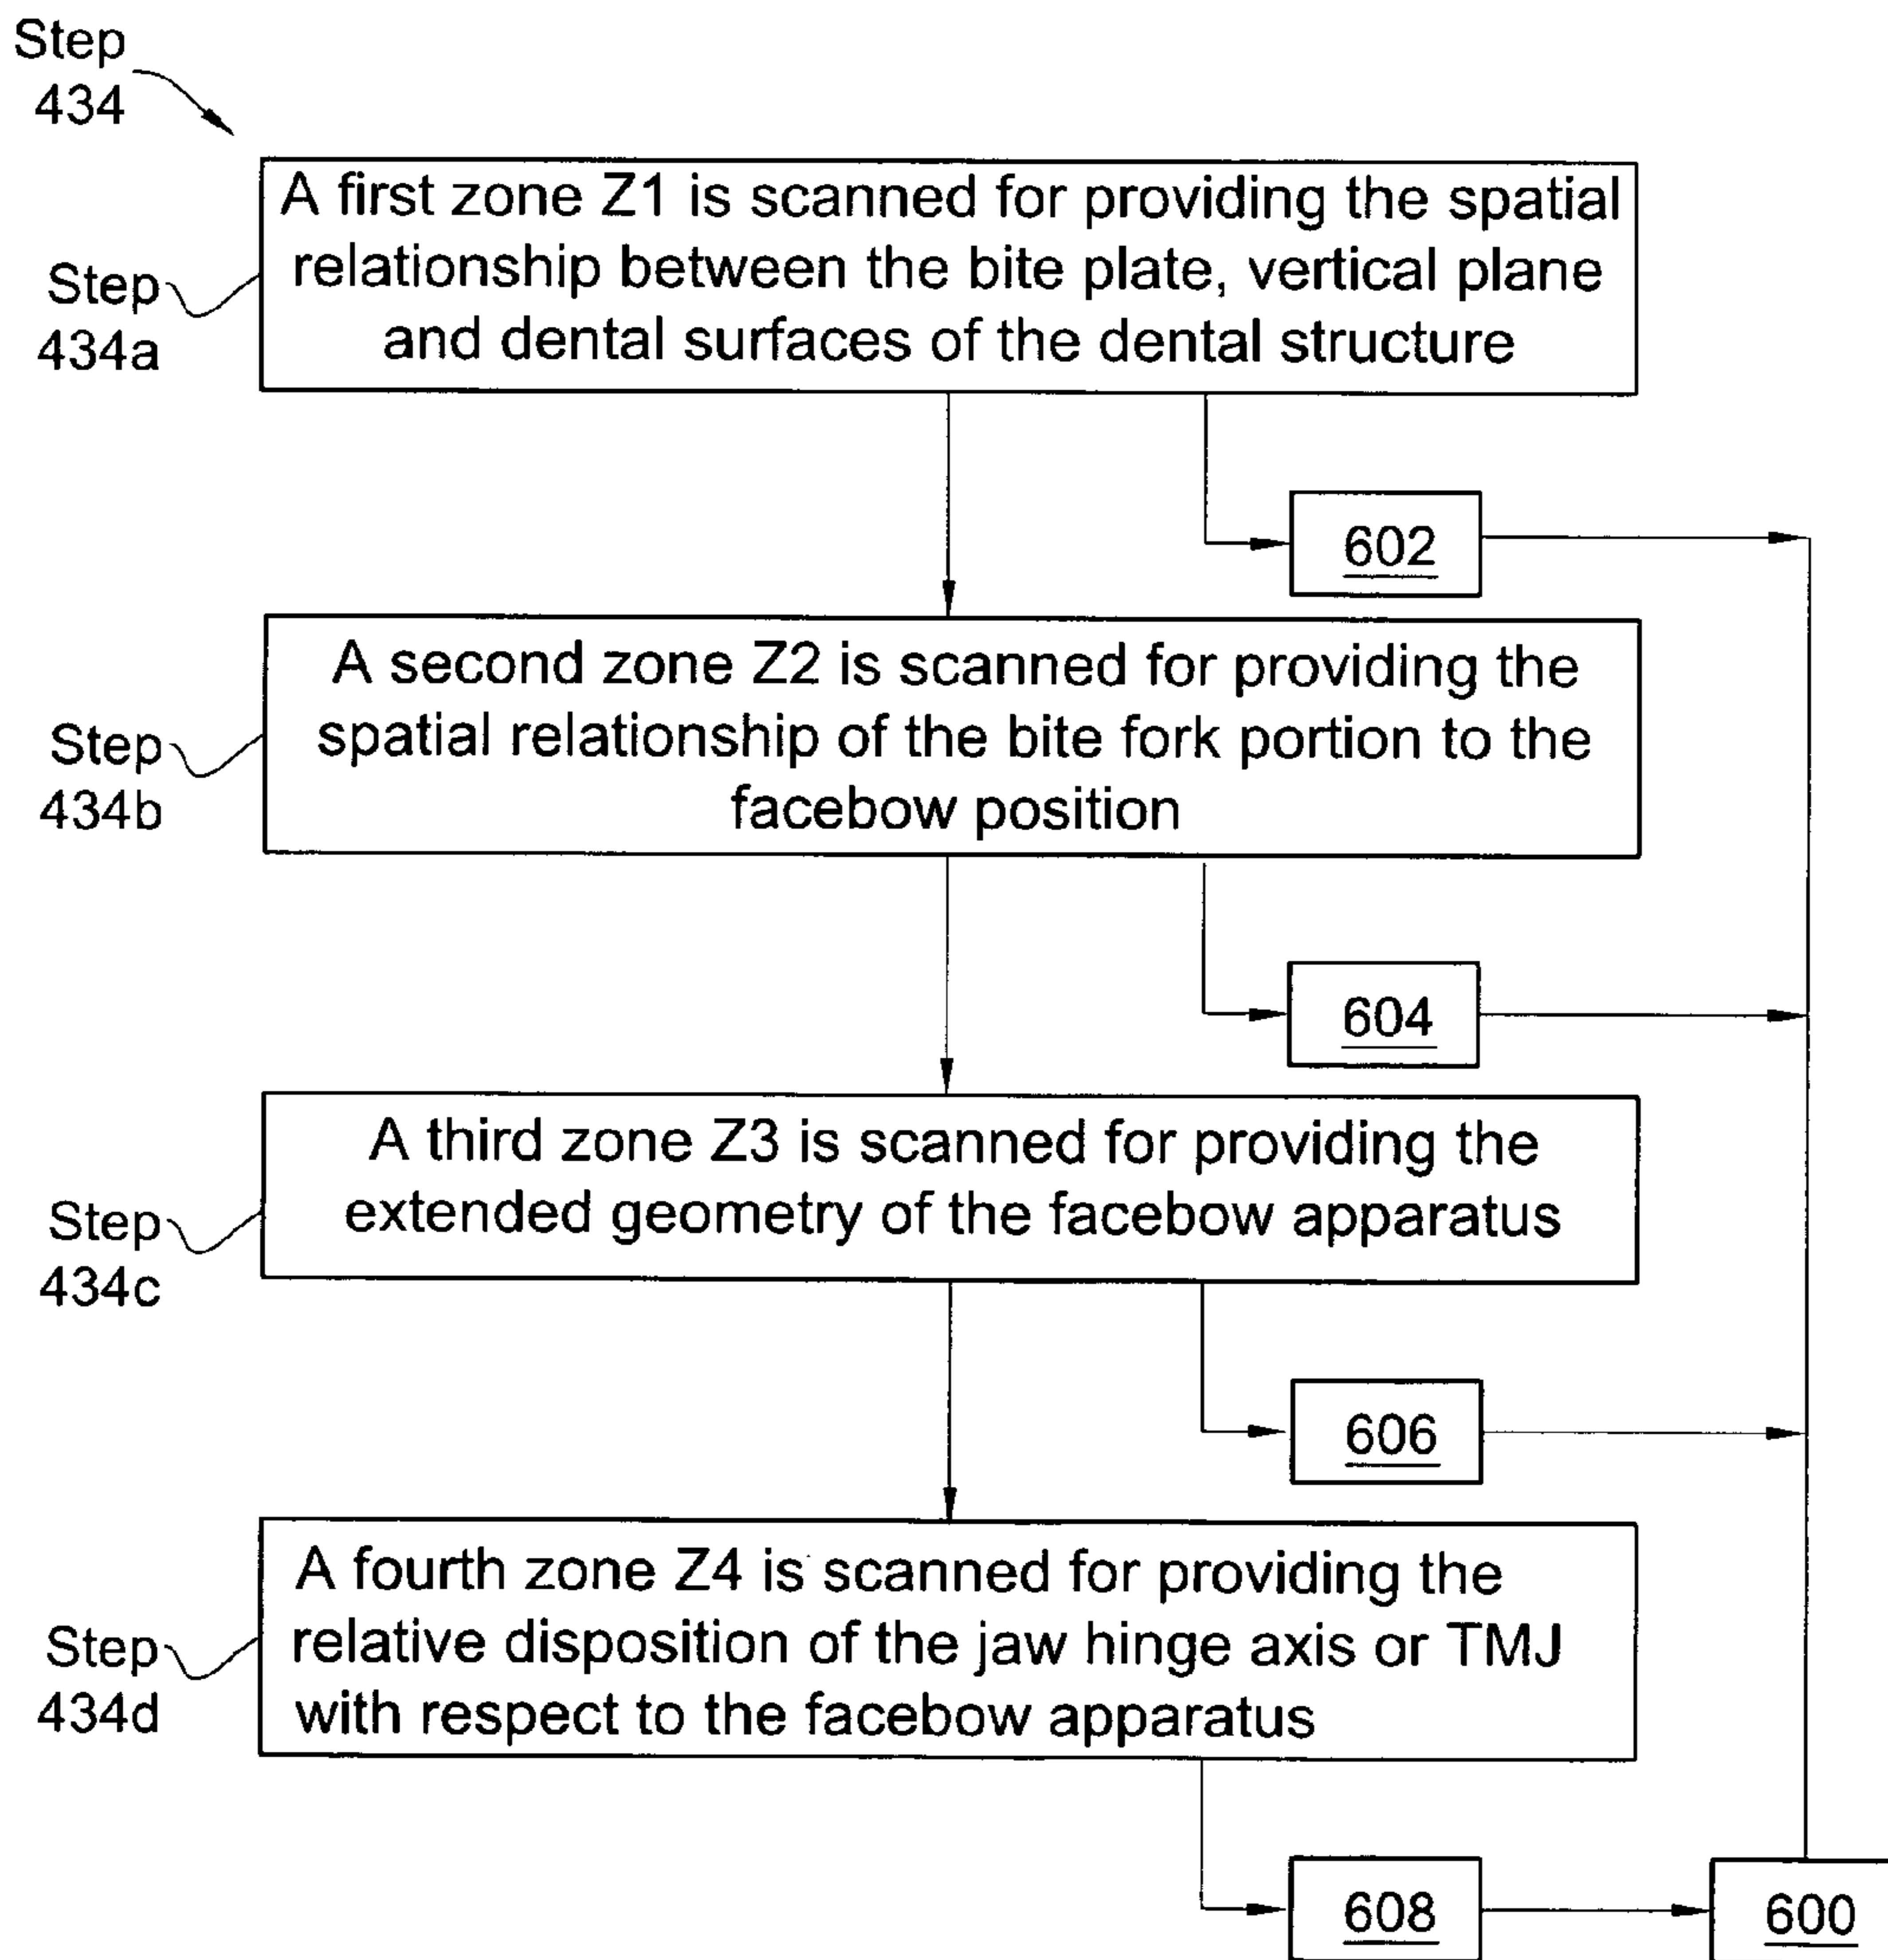 Step
434
A first zone Z1 is scanned for providing the spatial
relationship between the bite plate, vertical plane
and dental surfaces of the dental structure
Step
434a
602
A second zone Z2 is scanned for providing the
spatial relationship of the bite fork portion to the
facebow position
Step
434b
604
A third zone Z3 is scanned for providing the
extended geometry of the facebow apparatus
Step
434c
606
A fourth zone Z4 is scanned for providing the
relative disposition of the jaw hinge axis or TMJ
with respect to the facebow apparatus
Step
434d
608
600